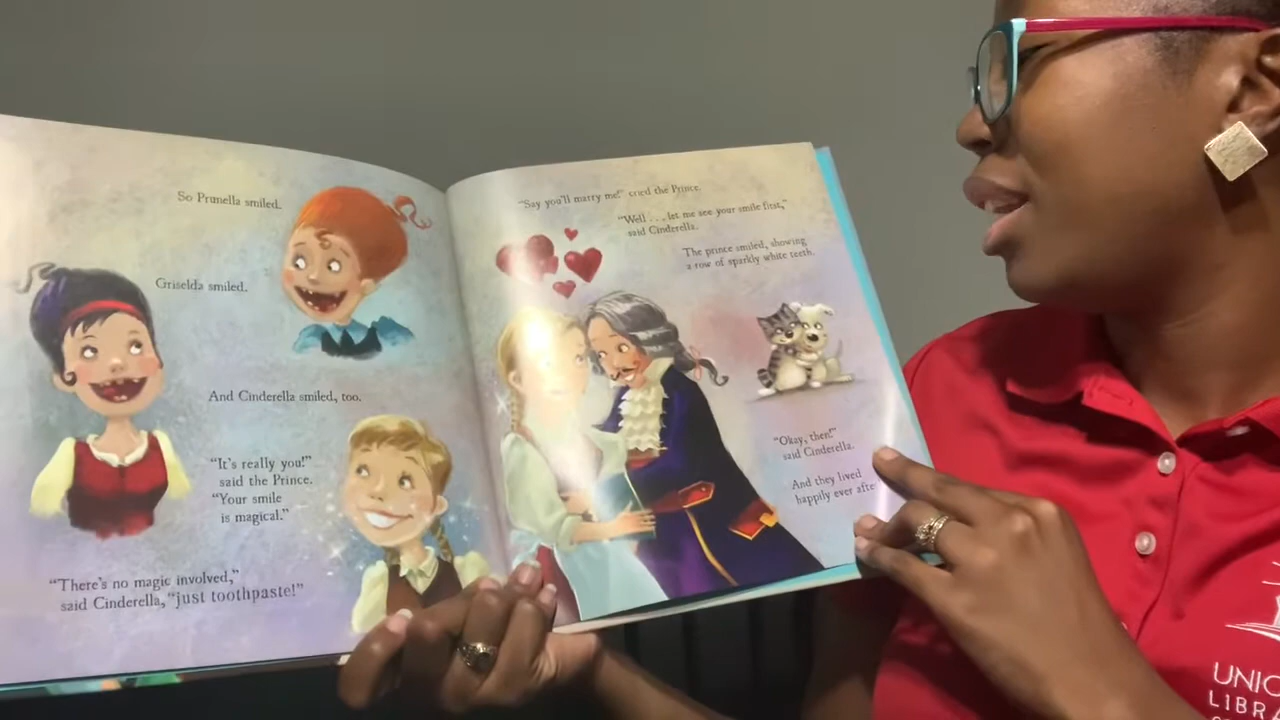 So Prunella smiled.
Griselda smiled.
And Cinderella smiled, too.
"It's really you!"
said the Prince.
"Your smile
is magical."
"There's no magic involved,"
said Cinderella, "just toothpaste!"
"Say you'll marry me!" cried the Prince.
"Well . . . let me see your smile first,"
said Cinderella.
The prince smiled, showing
a row of sparkly white teeth.
"Okay, then!"
said Cinderella.
And they lived
happily ever afte
UNIO
LIBRA